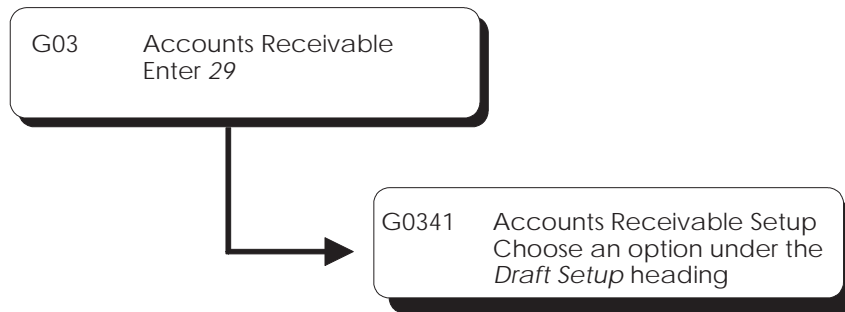 G03 Accounts Receivable
Enter 29
G0341 Accounts Receivable Setup
Choose an option under the
Draft Setup heading